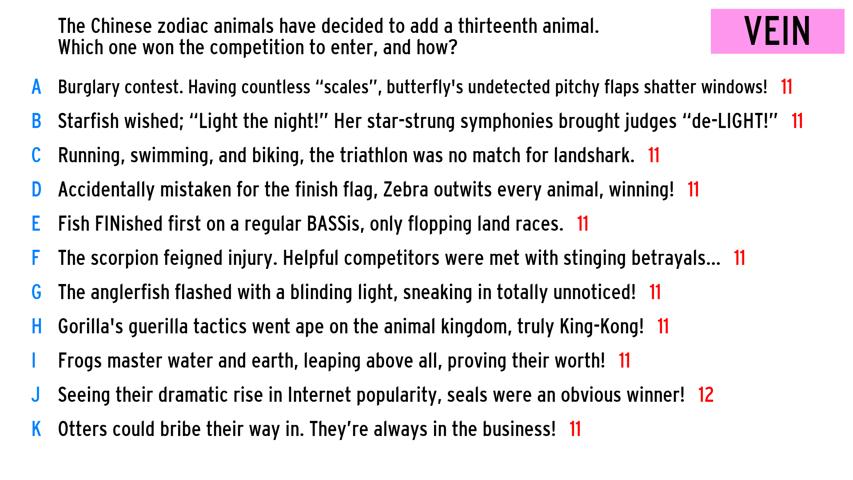 The Chinese zodiac animals have decided to add a thirteenth animal.
Which one won the competition to enter, and how?
VEIN
A Burglary contest. Having countless “scales”, butterfly's undetected pitchy flaps shatter windows! 11
B Starfish wished; “Light the night!” Her star-strung symphonies brought judges “de-LIGHT!” 11
C Running, swimming, and biking, the triathlon was no match for landshark. 11
D Accidentally mistaken for the finish flag, Zebra outwits every animal, winning! 11
E Fish FINished first on a regular BASSis, only flopping land races. 11
F The scorpion feigned injury. Helpful competitors were met with stinging betrayals... 11
G The anglerfish flashed with a blinding light, sneaking in totally unnoticed! 11
H Gorilla's guerilla tactics went ape on the animal kingdom, truly King-Kong! 11
I Frogs master water and earth, leaping above all, proving their worth! 11
J Seeing their dramatic rise in Internet popularity, seals were an obvious winner! 12
K Otters could bribe their way in. They’re always in the business! 11